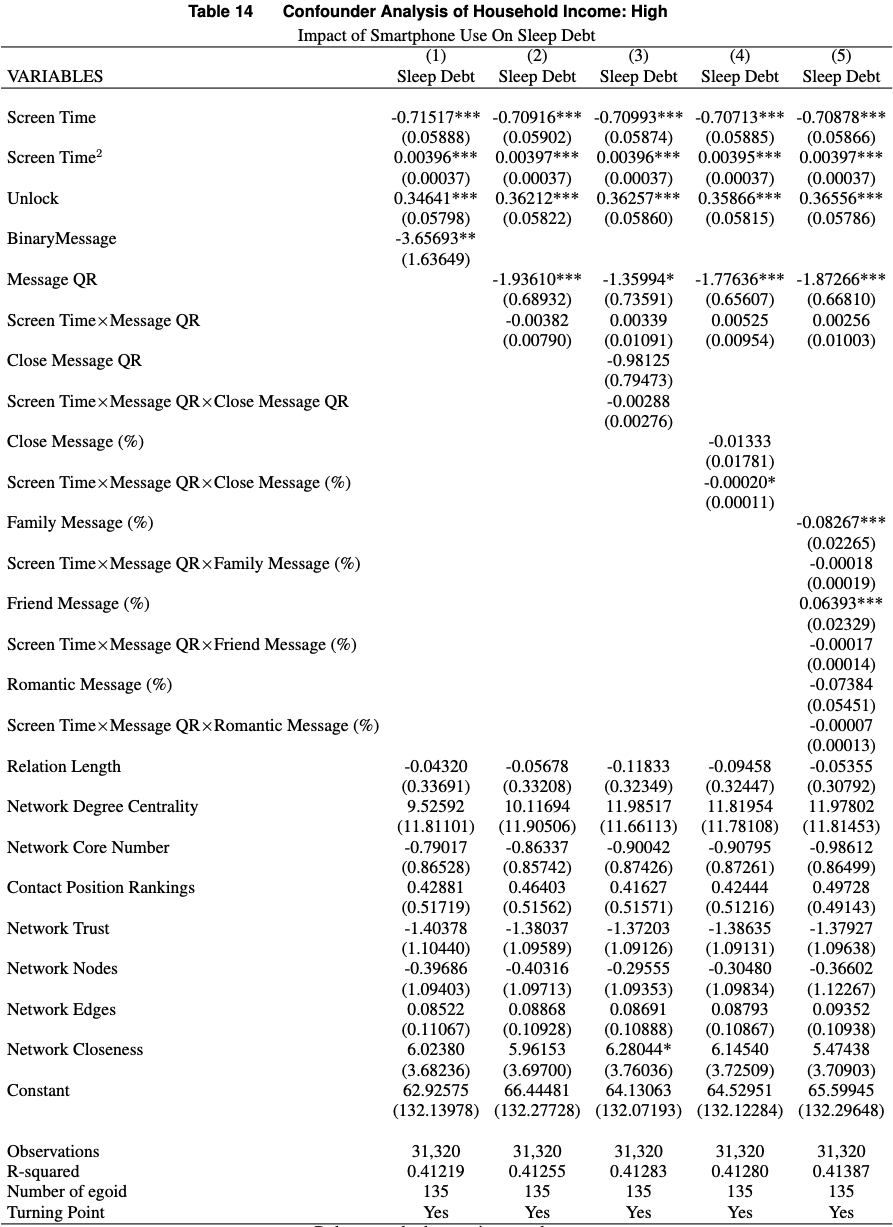 Table 14 Confounder Analysis of Household Income: High
Impact of Smartphone Use On Sleep Debt
(1) (2) (3) (4) (5)
VARIABLES Sleep Debt Sleep Debt Sleep Debt Sleep Debt Sleep Debt
Screen Time -0.71517*** -0.70916*** -0.70993*** -0.70713*** -0.70878***
(0.05888) (0.05902) (0.05874) (0.05885) (0.05866)
Screen Time² 0.00396*** 0.00397*** 0.00396*** 0.00395*** 0.00397***
(0.00037) (0.00037) (0.00037) (0.00037) (0.00037)
Unlock 0.34641*** 0.36212*** 0.36257*** 0.35866*** 0.36556***
(0.05798) (0.05822) (0.05860) (0.05815) (0.05786)
BinaryMessage -3.65693**
(1.63649)
Message QR -1.93610*** -1.35994* -1.77636*** -1.87266***
(0.68932) (0.73591) (0.65607) (0.66810)
Screen Time×Message QR -0.00382 0.00339 0.00525 0.00256
(0.00790) (0.01091) (0.00954) (0.01003)
Close Message QR -0.98125
(0.79473)
Screen Time×Message QR×Close Message QR -0.00288
(0.00276)
Close Message (%) -0.01333
(0.01781)
Screen Time×Message QR×Close Message (%) -0.00020*
(0.00011)
Family Message (%) -0.08267***
(0.02265)
Screen Time×Message QR×Family Message (%) -0.00018
(0.00019)
Friend Message (%) 0.06393***
(0.02329)
Screen Time×Message QR×Friend Message (%) -0.00017
(0.00014)
Romantic Message (%) -0.07384
(0.05451)
Screen Time×Message QR×Romantic Message (%) -0.00007
(0.00013)
Relation Length -0.04320 -0.05678 -0.11833 -0.09458 -0.05355
(0.33691) (0.33208) (0.32349) (0.32447) (0.30792)
Network Degree Centrality 9.52592 10.11694 11.98517 11.81954 11.97802
(11.81101) (11.90506) (11.66113) (11.78108) (11.81453)
Network Core Number -0.79017 -0.86337 -0.90042 -0.90795 -0.98612
(0.86528) (0.85742) (0.87426) (0.87261) (0.86499)
Contact Position Rankings 0.42881 0.46403 0.41627 0.42444 0.49728
(0.51719) (0.51562) (0.51571) (0.51216) (0.49143)
Network Trust -1.40378 -1.38037 -1.37203 -1.38635 -1.37927
(1.10440) (1.09589) (1.09126) (1.09131) (1.09638)
Network Nodes -0.39686 -0.40316 -0.29555 -0.30480 -0.36602
(1.09403) (1.09713) (1.09353) (1.09834) (1.12267)
Network Edges 0.08522 0.08868 0.08691 0.08793 0.09352
(0.11067) (0.10928) (0.10888) (0.10867) (0.10938)
Network Closeness 6.02380 5.96153 6.28044* 6.14540 5.47438
(3.68236) (3.69700) (3.76036) (3.72509) (3.70903)
Constant 62.92575 66.44481 64.13063 64.52951 65.59945
(132.13978) (132.27728) (132.07193) (132.12284) (132.29648)
Observations 31,320 31,320 31,320 31,320 31,320
R-squared 0.41219 0.41255 0.41283 0.41280 0.41387
Number of egoid 135 135 135 135 135
Turning Point Yes Yes Yes Yes Yes